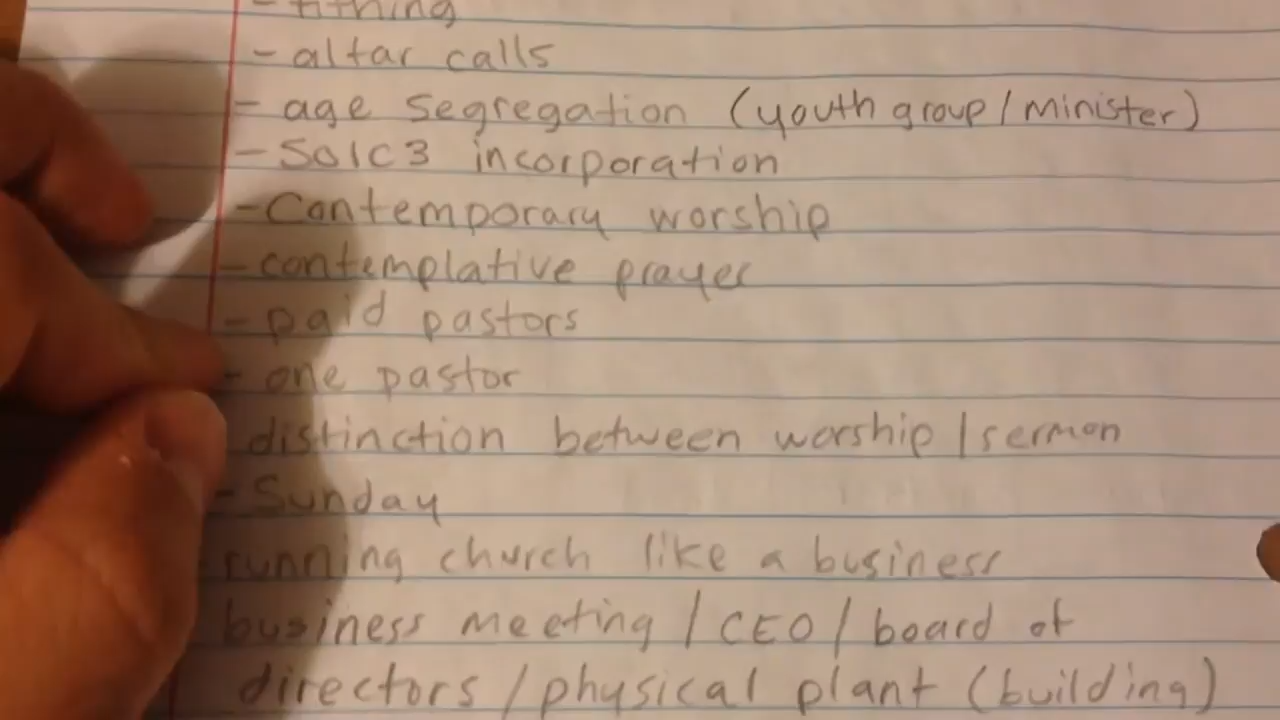 - tithing
- altar calls
- age segregation (youth group / minister)
- 501C3 incorporation
- Contemporary worship
- contemplative prayer
- paid pastors
- one pastor
distinction between worship / sermon
- Sunday
running church like a business
business meeting / CEO / board of
directors / physical plant (building)